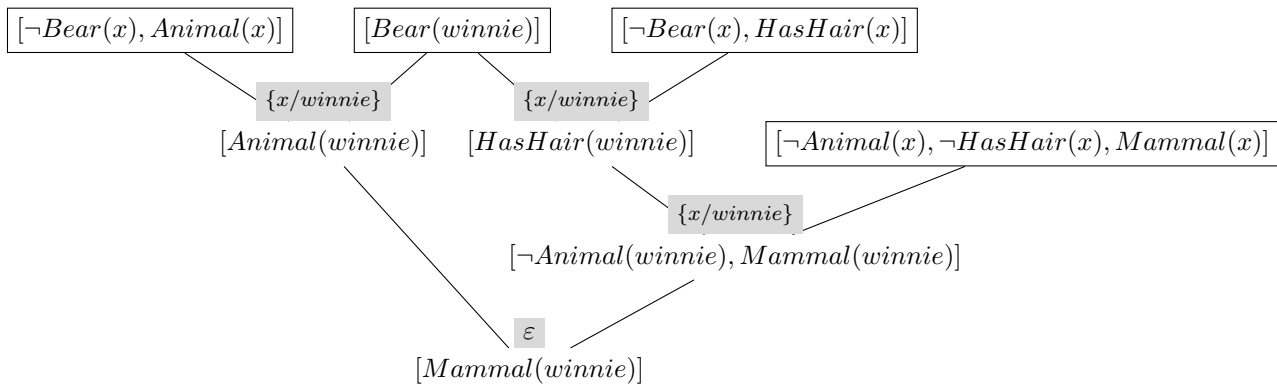 [¬Bear(x), Animal(x)] [Bear(winnie)] [¬Bear(x), HasHair(x)]
{x/winnie} {x/winnie}
[Animal(winnie)] [HasHair(winnie)] [¬Animal(x), ¬HasHair(x), Mammal(x)]
{x/winnie}
[¬Animal(winnie), Mammal(winnie)]
ε
[Mammal(winnie)]